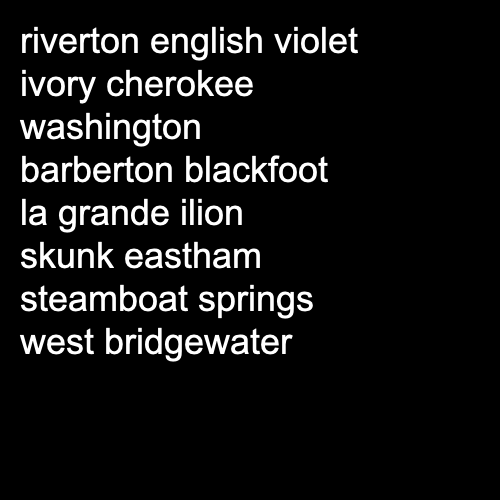 riverton english violet
ivory cherokee
washington
barberton blackfoot
la grande ilion
skunk eastham
steamboat springs
west bridgewater